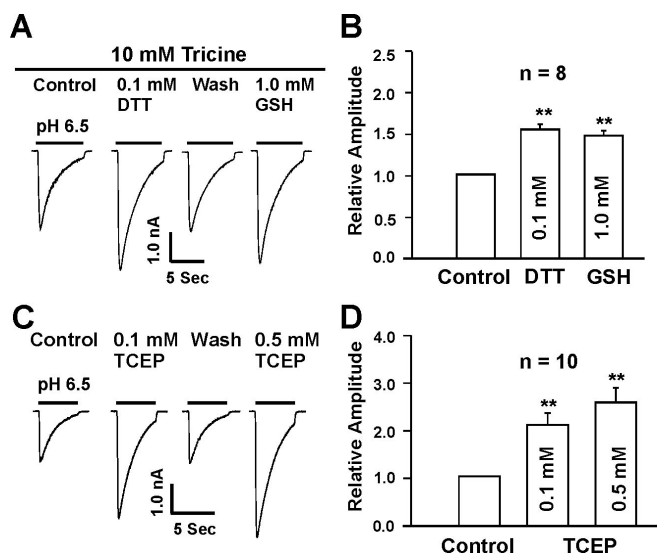 A
10 mM Tricine
Control 0.1 mM Wash 1.0 mM
DTT GSH
pH 6.5
1.0 nA
5 Sec
B
n = 8
Relative Amplitude
2.5
2.0
1.5
1.0
0.5
0.0
** **
0.1 mM
1.0 mM
Control DTT GSH
C
Control 0.1 mM Wash 0.5 mM
TCEP TCEP
pH 6.5
1.0 nA
5 Sec
D
n = 10
Relative Amplitude
4.0
3.0
2.0
1.0
0.0
** **
0.1 mM
0.5 mM
Control TCEP